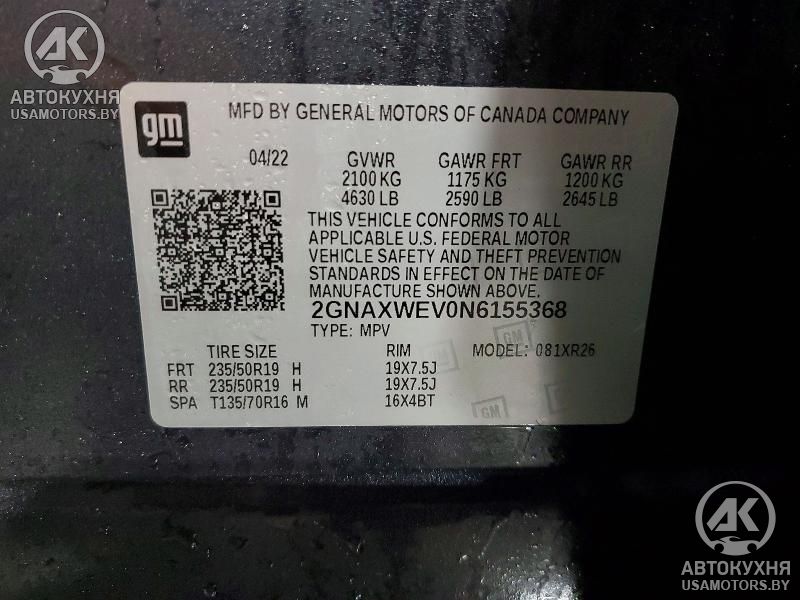 AK
АВТОКУХНЯ
USAMOTORS.BY
gm
MFD BY GENERAL MOTORS OF CANADA COMPANY
04/22 GVWR GAWR FRT GAWR RR
2100 KG 1175 KG 1200 KG
4630 LB 2590 LB 2645 LB
THIS VEHICLE CONFORMS TO ALL
APPLICABLE U.S. FEDERAL MOTOR
VEHICLE SAFETY AND THEFT PREVENTION
STANDARDS IN EFFECT ON THE DATE OF
MANUFACTURE SHOWN ABOVE.
2GNAXWEV0N6155368
TYPE: MPV
TIRE SIZE RIM MODEL: 081XR26
FRT 235/50R19 H 19X7.5J
RR 235/50R19 H 19X7.5J
SPA T135/70R16 M 16X4BT
GM
GM
AK
АВТОКУХНЯ
USAMOTORS.BY